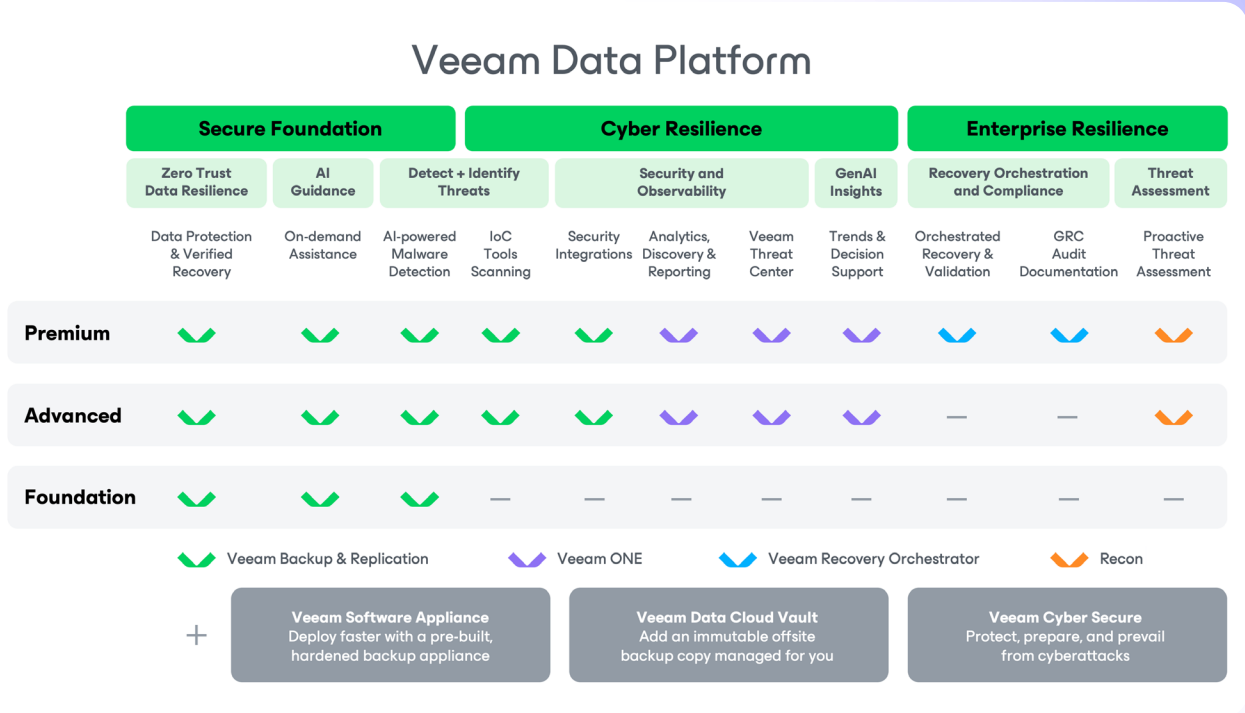 Veeam Data Platform
Secure Foundation
Cyber Resilience
Enterprise Resilience
Zero Trust
Data Resilience
AI
Guidance
Detect + Identify
Threats
Security and
Observability
GenAI
Insights
Recovery Orchestration
and Compliance
Threat
Assessment
Data Protection
& Verified
Recovery
On-demand
Assistance
AI-powered
Malware
Detection
IoC
Tools
Scanning
Security
Integrations
Analytics,
Discovery &
Reporting
Veeam
Threat
Center
Trends &
Decision
Support
Orchestrated
Recovery &
Validation
GRC
Audit
Documentation
Proactive
Threat
Assessment
Premium
Advanced
— —
Foundation
— — — — — — — —
Veeam Backup & Replication
Veeam ONE
Veeam Recovery Orchestrator
Recon
+
Veeam Software Appliance
Deploy faster with a pre-built,
hardened backup appliance
Veeam Data Cloud Vault
Add an immutable offsite
backup copy managed for you
Veeam Cyber Secure
Protect, prepare, and prevail
from cyberattacks